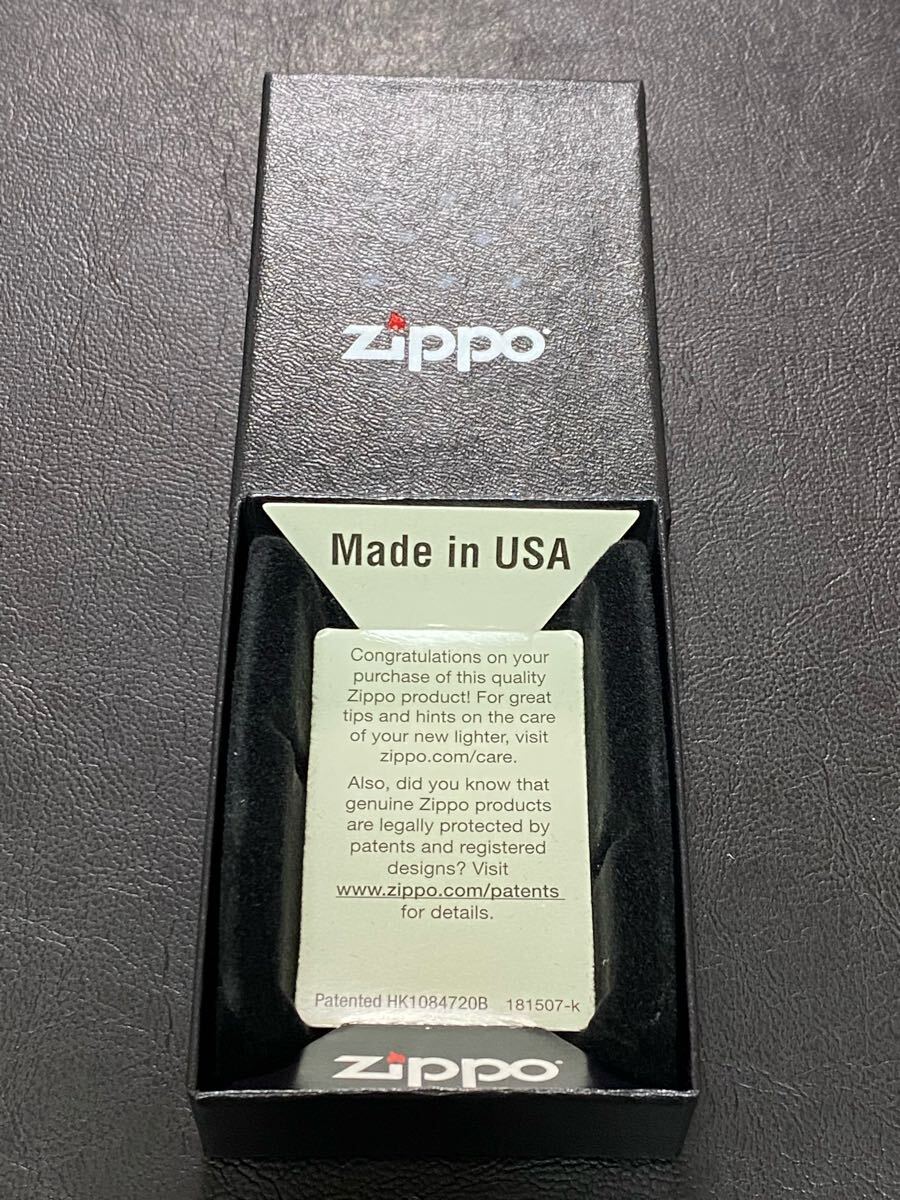 Zippo
Made in USA
Congratulations on your
purchase of this quality
Zippo product! For great
tips and hints on the care
of your new lighter, visit
zippo.com/care.
Also, did you know that
genuine Zippo products
are legally protected by
patents and registered
designs? Visit
www.zippo.com/patents
for details.
Patented HK1084720B 181507-k
Zippo